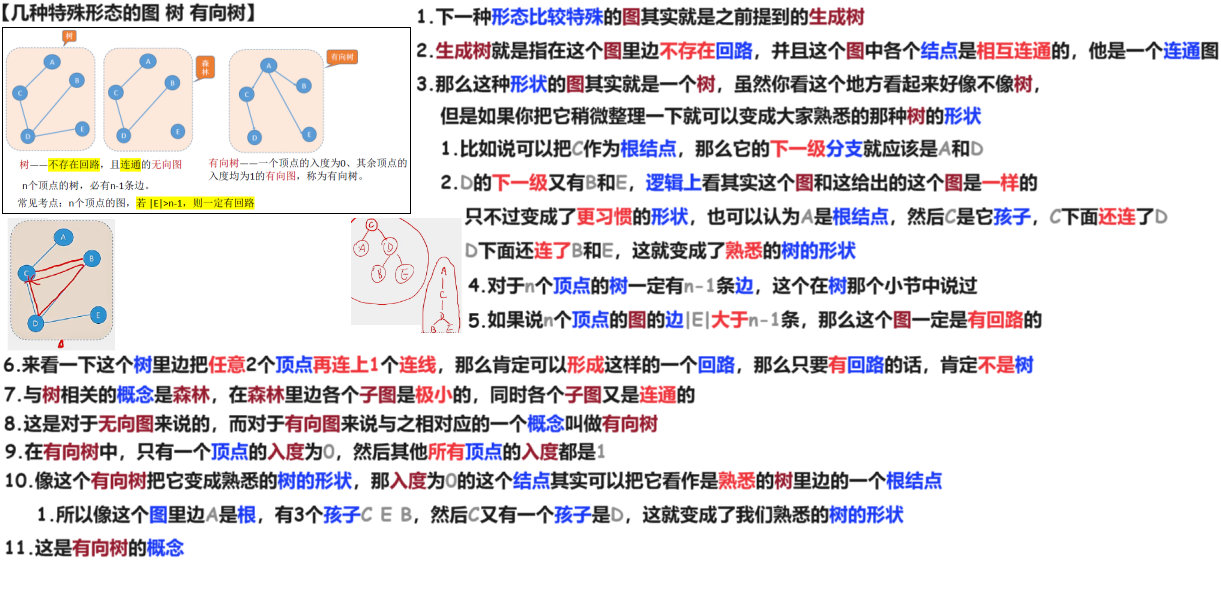 【几种特殊形态的图 树 有向树】
树
森林
有向树
A
B
C
D
E
A
B
C
D
E
A
B
C
D
E
树——不存在回路，且连通的无向图
n个顶点的树，必有n-1条边。
常见考点：n个顶点的图，若 |E|>n-1，则一定有回路
有向树——一个顶点的入度为0、其余顶点的
入度均为1的有向图，称为有向树。
A
B
C
D
E
C
A
D
B
E
A
C
D
B
E
1.下一种形态比较特殊的图其实就是之前提到的生成树
2.生成树就是指在这个图里边不存在回路，并且这个图中各个结点是相互连通的，他是一个连通图
3.那么这种形状的图其实就是一个树，虽然你看这个地方看起来好像不像树，
但是如果你把它稍微整理一下就可以变成大家熟悉的那种树的形状
1.比如说可以把C作为根结点，那么它的下一级分支就应该是A和D
2.D的下一级又有B和E，逻辑上看其实这个图和这给出的这个图是一样的
只不过变成了更习惯的形状，也可以认为A是根结点，然后C是它孩子，C下面还连了D
D下面还连了B和E，这就变成了熟悉的树的形状
4.对于n个顶点的树一定有n-1条边，这个在树那个小节中说过
5.如果说n个顶点的图的边|E|大于n-1条，那么这个图一定是有回路的
6.来看一下这个树里边把任意2个顶点再连上1个连线，那么肯定可以形成这样的一个回路，那么只要有回路的话，肯定不是树
7.与树相关的概念是森林，在森林里边各个子图是极小的，同时各个子图又是连通的
8.这是对于无向图来说的，而对于有向图来说与之相对应的一个概念叫做有向树
9.在有向树中，只有一个顶点的入度为0，然后其他所有顶点的入度都是1
10.像这个有向树把它变成熟悉的树的形状，那入度为0的这个结点其实可以把它看作是熟悉的树里边的一个根结点
1.所以像这个图里边A是根，有3个孩子C E B，然后C又有一个孩子是D，这就变成了我们熟悉的树的形状
11.这是有向树的概念